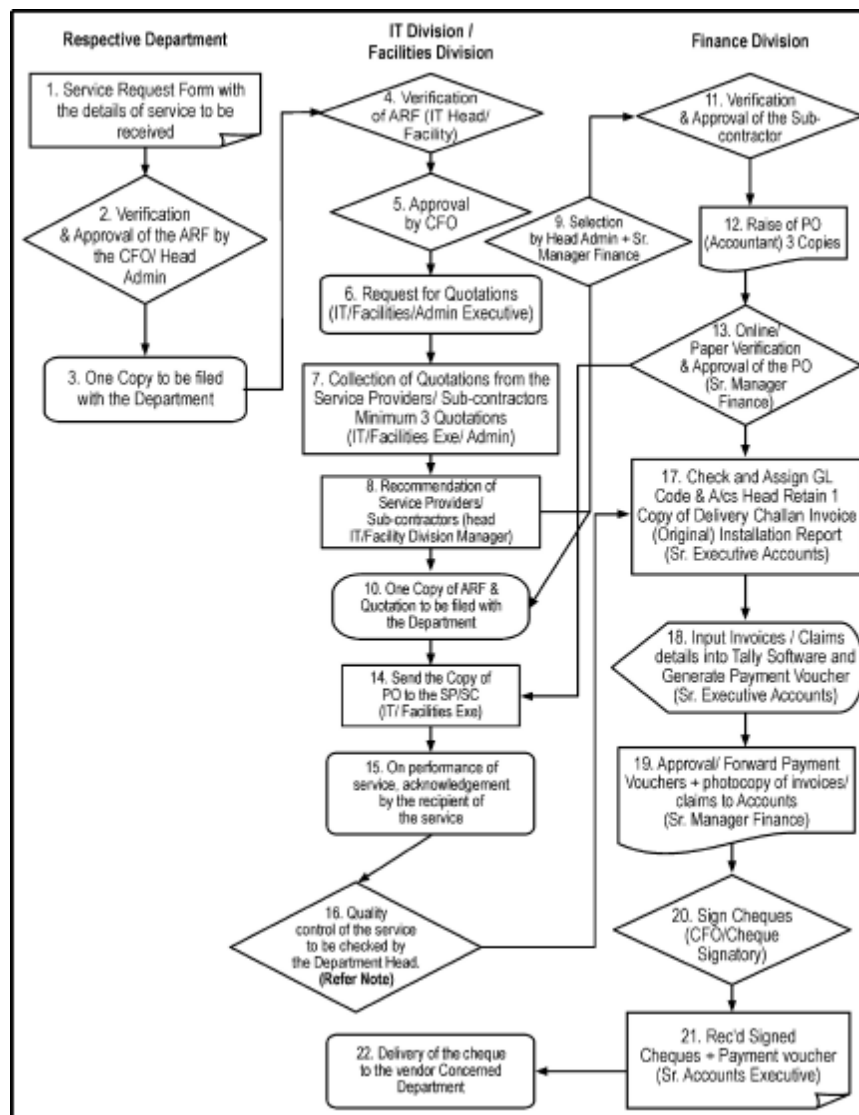 Respective Department
IT Division /
Facilities Division
Finance Division
1. Service Request Form with
the details of service to be
received
2. Verification
& Approval of the ARF by
the CFO/ Head
Admin
3. One Copy to be filed
with the Department
4. Verification
of ARF (IT Head/
Facility)
5. Approval
by CFO
6. Request for Quotations
(IT/Facilities/Admin Executive)
7. Collection of Quotations from the
Service Providers/ Sub-contractors
Minimum 3 Quotations
(IT/Facilities Exe/ Admin)
8. Recommendation of
Service Providers/
Sub-contractors (head
IT/Facility Division Manager)
9. Selection
by Head Admin + Sr.
Manager Finance
10. One Copy of ARF &
Quotation to be filed with
the Department
11. Verification
& Approval of the Sub-
contractor
12. Raise of PO
(Accountant) 3 Copies
13. Online/
Paper Verification
& Approval of the PO
(Sr. Manager
Finance)
14. Send the Copy of
PO to the SP/SC
(IT/ Facilities Exe)
15. On performance of
service, acknowledgement
by the recipient of
the service
16. Quality
control of the service
to be checked by
the Department Head.
(Refer Note)
17. Check and Assign GL
Code & A/cs Head Retain 1
Copy of Delivery Challan Invoice
(Original) Installation Report
(Sr. Executive Accounts)
18. Input Invoices / Claims
details into Tally Software and
Generate Payment Voucher
(Sr. Executive Accounts)
19. Approval/ Forward Payment
Vouchers + photocopy of invoices/
claims to Accounts
(Sr. Manager Finance)
20. Sign Cheques
(CFO/Cheque
Signatory)
21. Rec'd Signed
Cheques + Payment voucher
(Sr. Accounts Executive)
22. Delivery of the cheque
to the vendor Concerned
Department